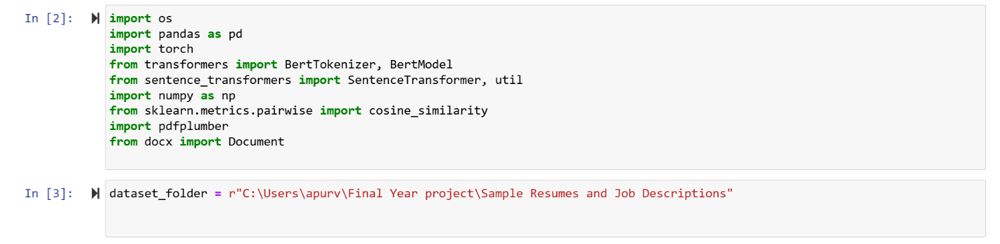 In [2]:
import os
import pandas as pd
import torch
from transformers import BertTokenizer, BertModel
from sentence_transformers import SentenceTransformer, util
import numpy as np
from sklearn.metrics.pairwise import cosine_similarity
import pdfplumber
from docx import Document
In [3]:
dataset_folder = r"C:\Users\apurv\Final Year project\Sample Resumes and Job Descriptions"